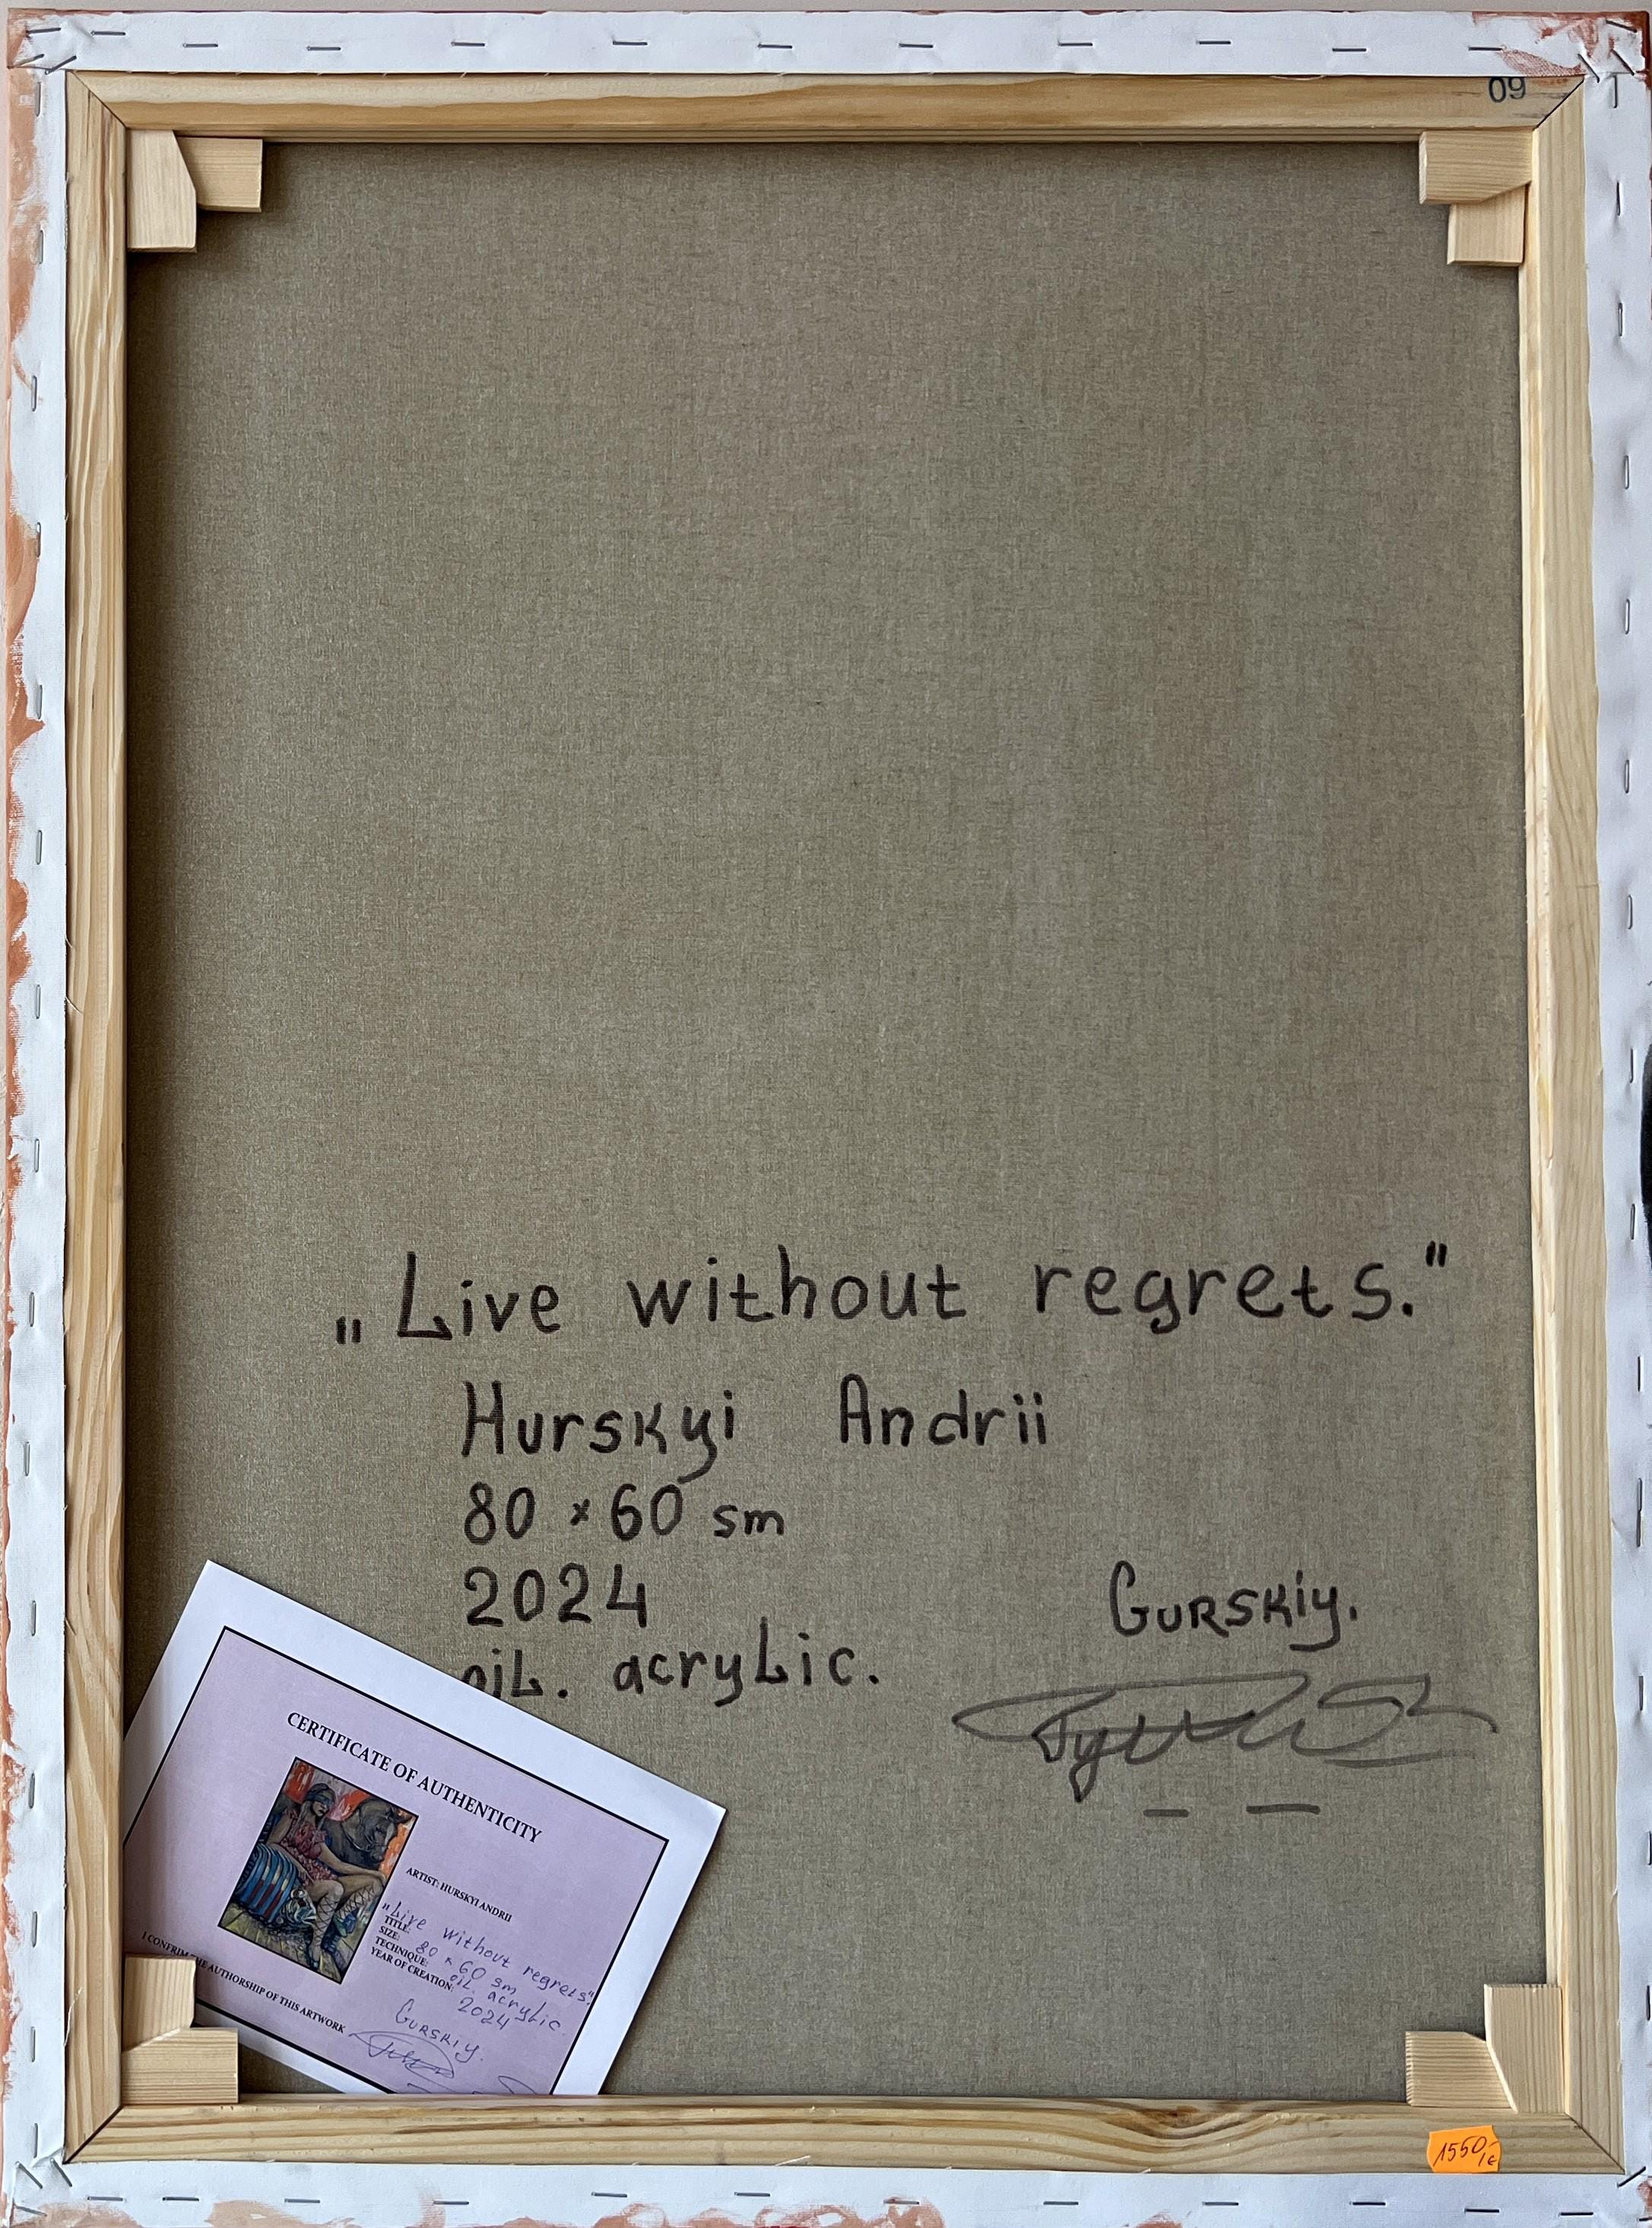 60
„Live without regrets."
Hurskyi Andrii
80 × 60 sm
2024
oiL. acryLic.
Gurskiy.
CERTIFICATE OF AUTHENTICITY
ARTIST: HURSKYI ANDRII
TITLE: „Live without regrets"
SIZE: 80 × 60 sm
TECHNIQUE: oiL. acryLic.
YEAR OF CREATION: 2024
I CONFRIM THE AUTHORSHIP OF THIS ARTWORK
Gurskiy.
1550,-€